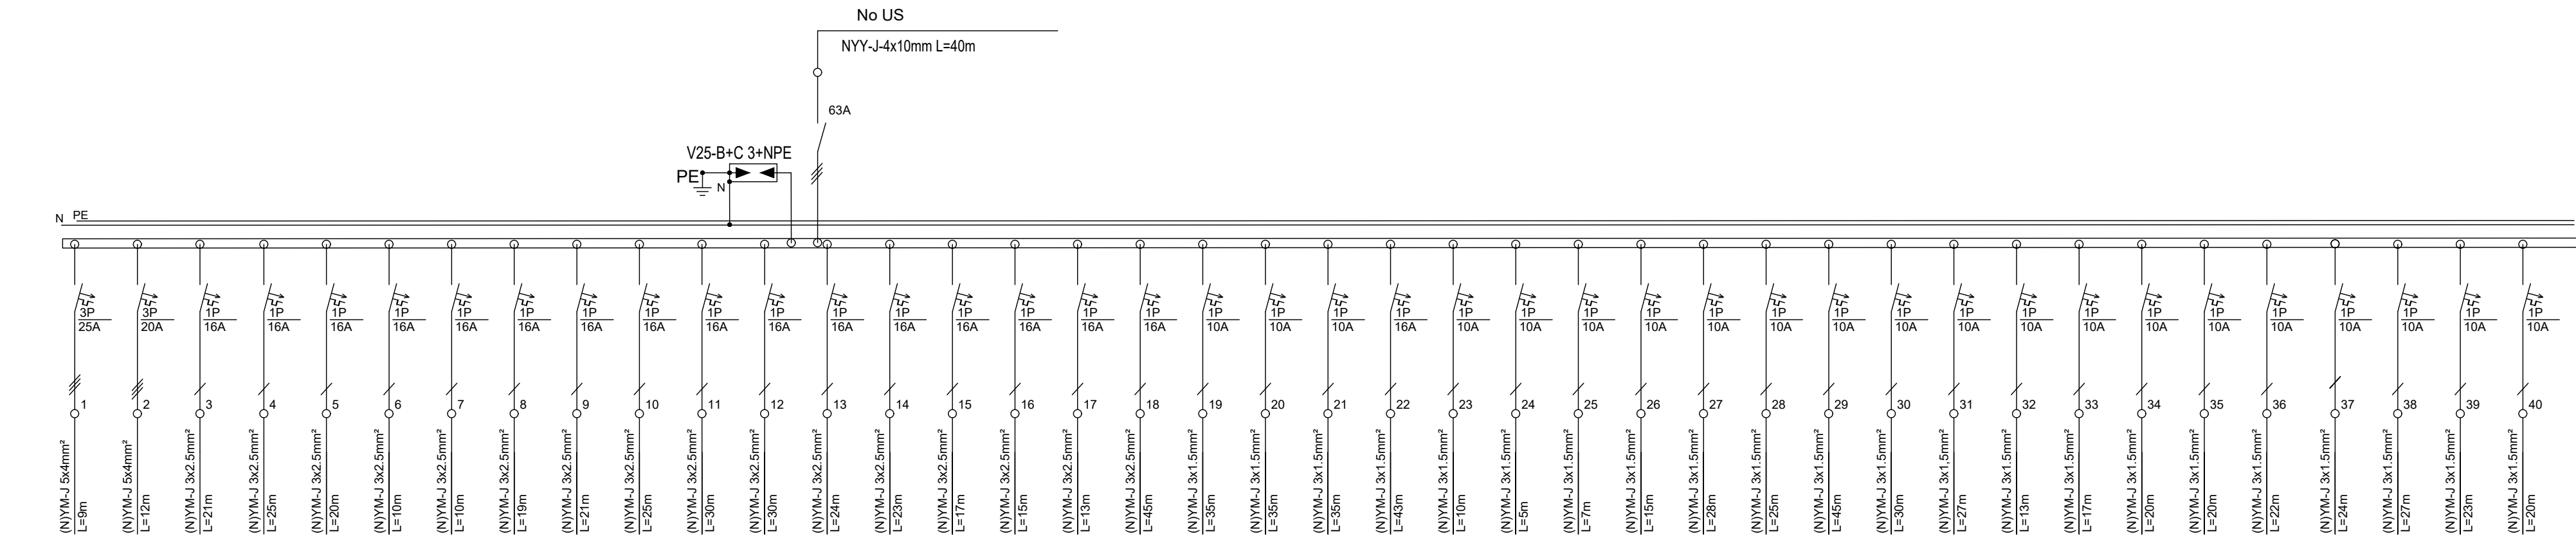 No US
NYY-J-4x10mm L=40m
63A
V25-B+C 3+NPE
PE
N
N PE
3P 3P 1P 1P 1P 1P 1P 1P 1P 1P 1P 1P 1P 1P 1P 1P 1P 1P 1P 1P 1P 1P 1P 1P 1P 1P 1P 1P 1P 1P 1P 1P 1P 1P 1P 1P 1P 1P 1P 1P
25A 20A 16A 16A 16A 16A 16A 16A 16A 16A 16A 16A 16A 16A 16A 16A 16A 16A 10A 10A 10A 16A 10A 10A 10A 10A 10A 10A 10A 10A 10A 10A 10A 10A 10A 10A 10A 10A 10A 10A
1 2 3 4 5 6 7 8 9 10 11 12 13 14 15 16 17 18 19 20 21 22 23 24 25 26 27 28 29 30 31 32 33 34 35 36 37 38 39 40
(N)YM-J 5x4mm²
L=9m
(N)YM-J 5x4mm²
L=12m
(N)YM-J 3x2.5mm²
L=21m
(N)YM-J 3x2.5mm²
L=25m
(N)YM-J 3x2.5mm²
L=20m
(N)YM-J 3x2.5mm²
L=10m
(N)YM-J 3x2.5mm²
L=10m
(N)YM-J 3x2.5mm²
L=19m
(N)YM-J 3x2.5mm²
L=21m
(N)YM-J 3x2.5mm²
L=25m
(N)YM-J 3x2.5mm²
L=30m
(N)YM-J 3x2.5mm²
L=30m
(N)YM-J 3x2.5mm²
L=24m
(N)YM-J 3x2.5mm²
L=23m
(N)YM-J 3x2.5mm²
L=17m
(N)YM-J 3x2.5mm²
L=15m
(N)YM-J 3x2.5mm²
L=13m
(N)YM-J 3x2.5mm²
L=45m
(N)YM-J 3x1.5mm²
L=35m
(N)YM-J 3x1.5mm²
L=35m
(N)YM-J 3x1.5mm²
L=35m
(N)YM-J 3x1.5mm²
L=43m
(N)YM-J 3x1.5mm²
L=10m
(N)YM-J 3x1.5mm²
L=5m
(N)YM-J 3x1.5mm²
L=7m
(N)YM-J 3x1.5mm²
L=15m
(N)YM-J 3x1,5mm²
L=28m
(N)YM-J 3x1.5mm²
L=25m
(N)YM-J 3x1.5mm²
L=45m
(N)YM-J 3x1.5mm²
L=30m
(N)YM-J 3x1,5mm²
L=27m
(N)YM-J 3x1.5mm²
L=13m
(N)YM-J 3x1.5mm²
L=17m
(N)YM-J 3x1.5mm²
L=20m
(N)YM-J 3x1.5mm²
L=20m
(N)YM-J 3x1.5mm²
L=22m
(N)YM-J 3x1.5mm²
L=24m
(N)YM-J 3x1.5mm²
L=27m
(N)YM-J 3x1.5mm²
L=23m
(N)YM-J 3x1.5mm²
L=20m